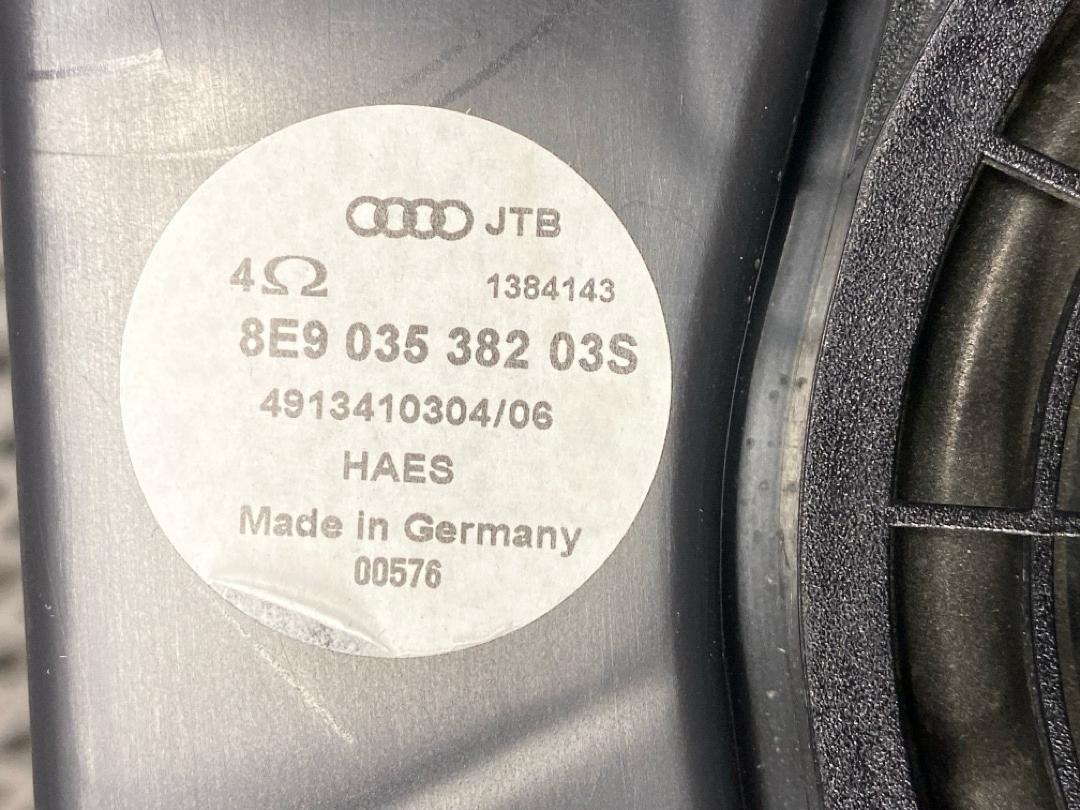 JTB
4Ω 1384143
8E9 035 382 03S
4913410304/06
HAES
Made in Germany
00576